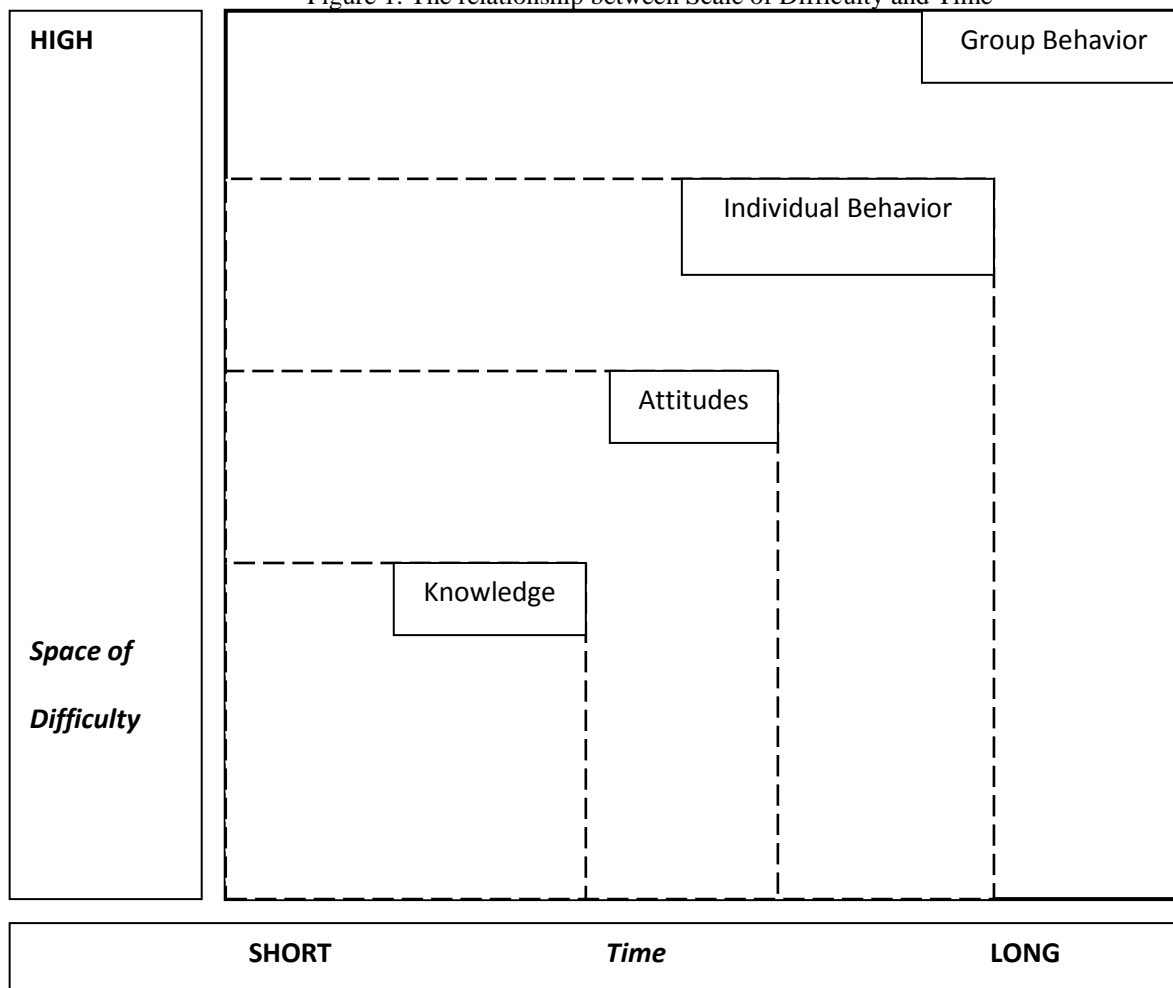 Figure 1: The relationship between Scale of Difficulty and Time
HIGH
Group Behavior
Individual Behavior
Attitudes
Knowledge
Space of
Difficulty
SHORT Time LONG